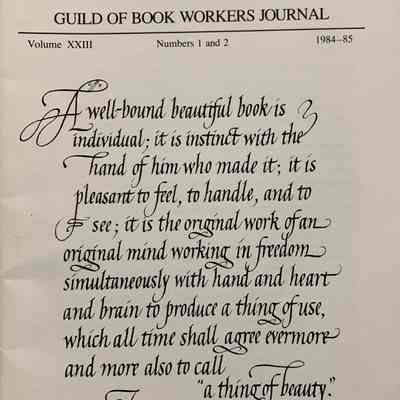 GUILD OF BOOK WORKERS JOURNAL
Volume XXIII Numbers 1 and 2 1984–85
A well-bound beautiful book is
individual; it is instinct with the
hand of him who made it; it is
pleasant to feel, to handle, and to
see; it is the original work of an
original mind working in freedom
simultaneously with hand and heart
and brain to produce a thing of use,
which all time shall agree evermore
and more also to call
"a thing of beauty."